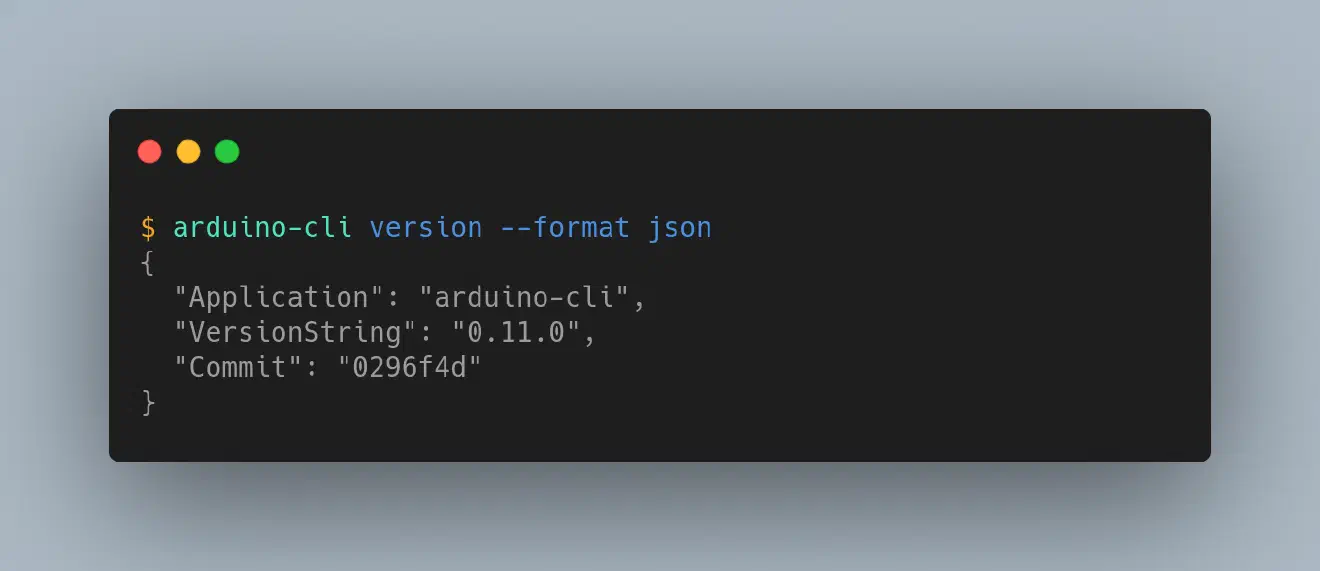 $ arduino-cli version --format json
{
  "Application": "arduino-cli",
  "VersionString": "0.11.0",
  "Commit": "0296f4d"
}